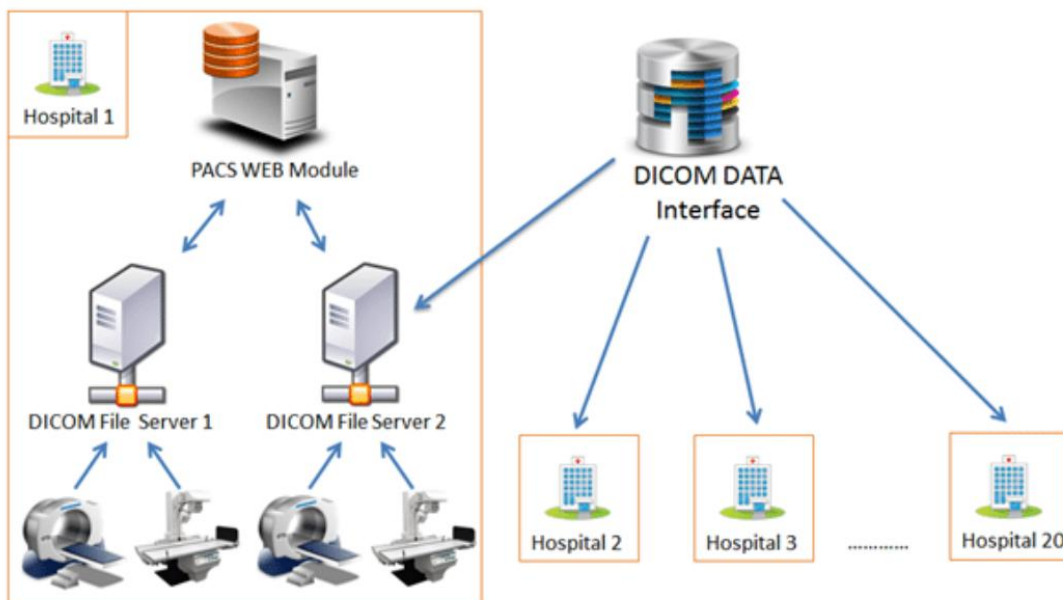 Hospital 1
PACS WEB Module
DICOM DATA
Interface
DICOM File Server 1
DICOM File Server 2
Hospital 2
Hospital 3
............
Hospital 20